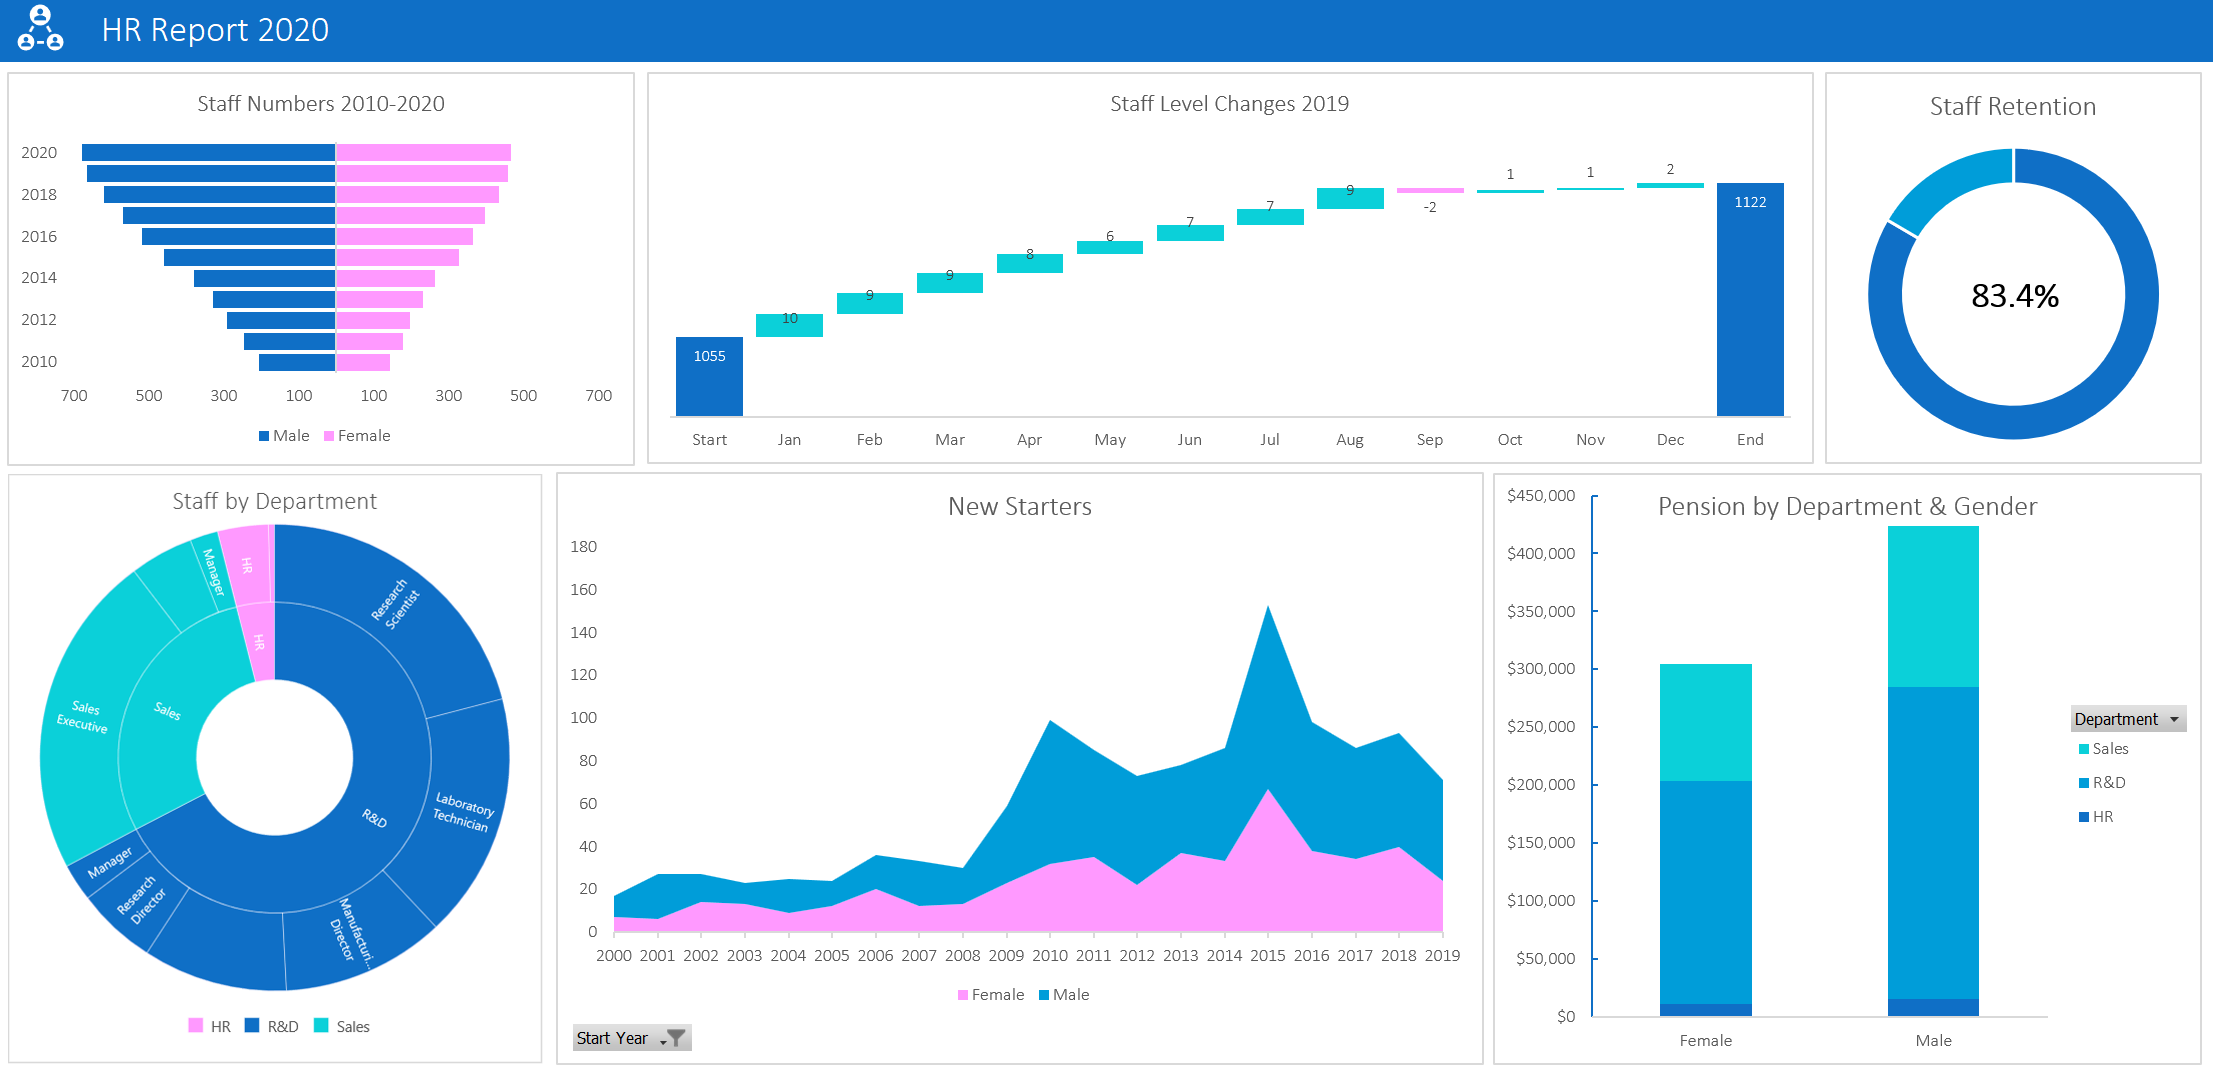 HR Report 2020
Staff Numbers 2010-2020
2020
2018
2016
2014
2012
2010
700 500 300 100 100 300 500 700
Male Female
Staff Level Changes 2019
1055
10
9
9
8
6
7
7
9
-2
1
1
2
1122
Start Jan Feb Mar Apr May Jun Jul Aug Sep Oct Nov Dec End
Staff Retention
83.4%
Staff by Department
Research
Scientist
Laboratory
Technician
Manufacturi...
Director
Research
Director
Manager
Sales
Executive
Manager
HR
HR
Sales
R&D
HR R&D Sales
New Starters
180
160
140
120
100
80
60
40
20
0
2000 2001 2002 2003 2004 2005 2006 2007 2008 2009 2010 2011 2012 2013 2014 2015 2016 2017 2018 2019
Female Male
Start Year
Pension by Department & Gender
$450,000
$400,000
$350,000
$300,000
$250,000
$200,000
$150,000
$100,000
$50,000
$0
Female Male
Department
Sales
R&D
HR